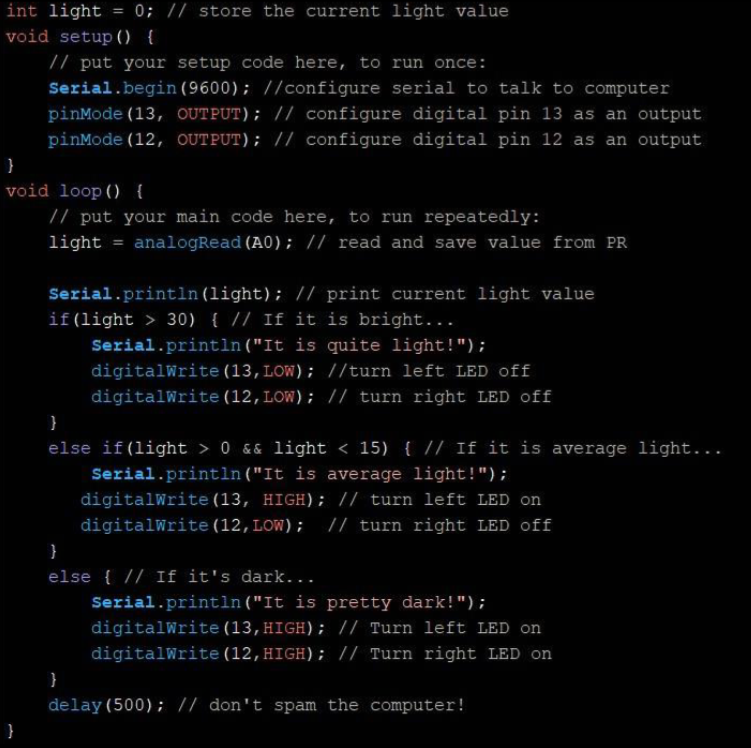 int light = 0; // store the current light value
void setup() {
    // put your setup code here, to run once:
    Serial.begin(9600); //configure serial to talk to computer
    pinMode(13, OUTPUT); // configure digital pin 13 as an output
    pinMode(12, OUTPUT); // configure digital pin 12 as an output
}
void loop() {
    // put your main code here, to run repeatedly:
    light = analogRead(A0); // read and save value from PR

    Serial.println(light); // print current light value
    if(light > 30) { // If it is bright...
        Serial.println("It is quite light!");
        digitalWrite(13,LOW); //turn left LED off
        digitalWrite(12,LOW); // turn right LED off
    }
    else if(light > 0 && light < 15) { // If it is average light...
        Serial.println("It is average light!");
       digitalWrite(13, HIGH); // turn left LED on
       digitalWrite(12,LOW);  // turn right LED off
    }
    else { // If it's dark...
        Serial.println("It is pretty dark!");
        digitalWrite(13,HIGH); // Turn left LED on
        digitalWrite(12,HIGH); // Turn right LED on
    }
    delay(500); // don't spam the computer!
}